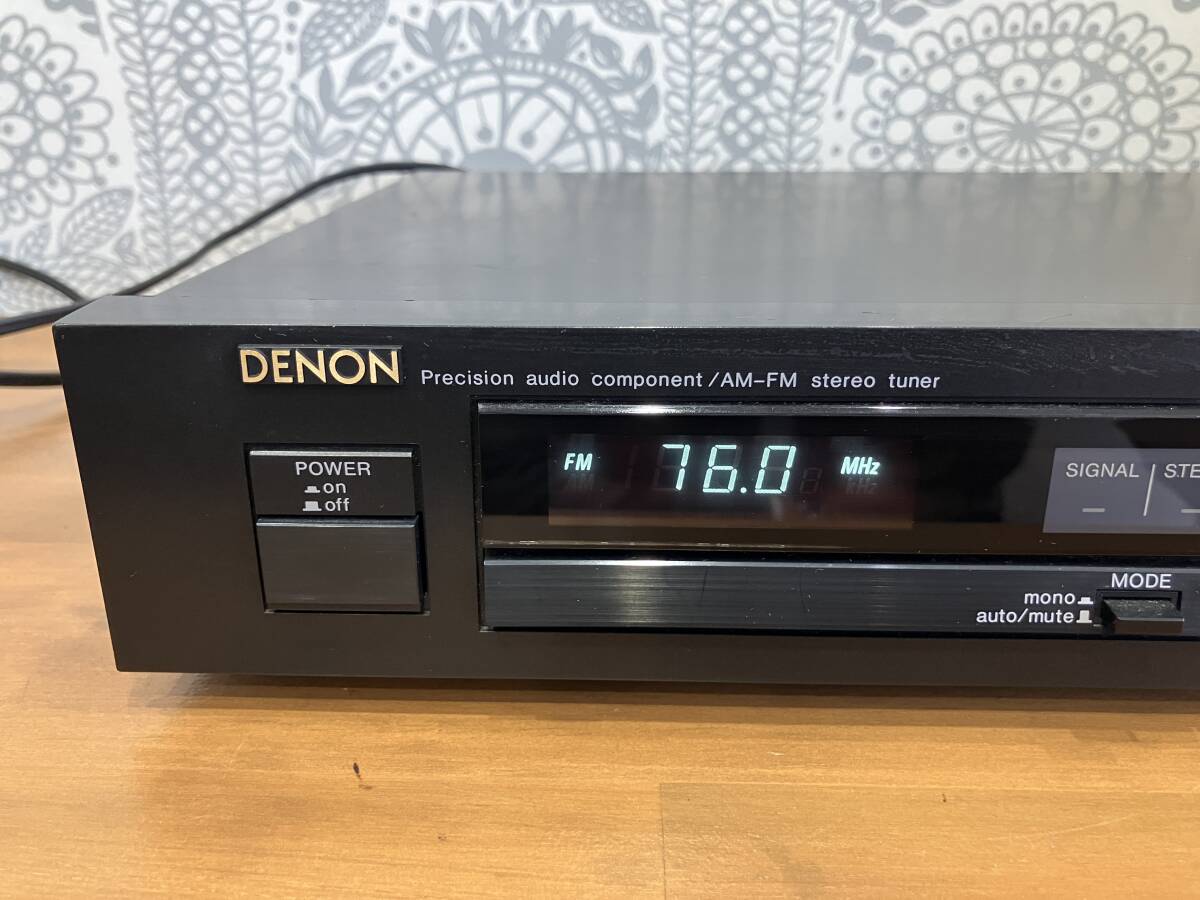 DENON
Precision audio component/AM-FM stereo tuner
POWER
on
off
FM 76.0 MHz
SIGNAL
MODE
mono
auto/mute